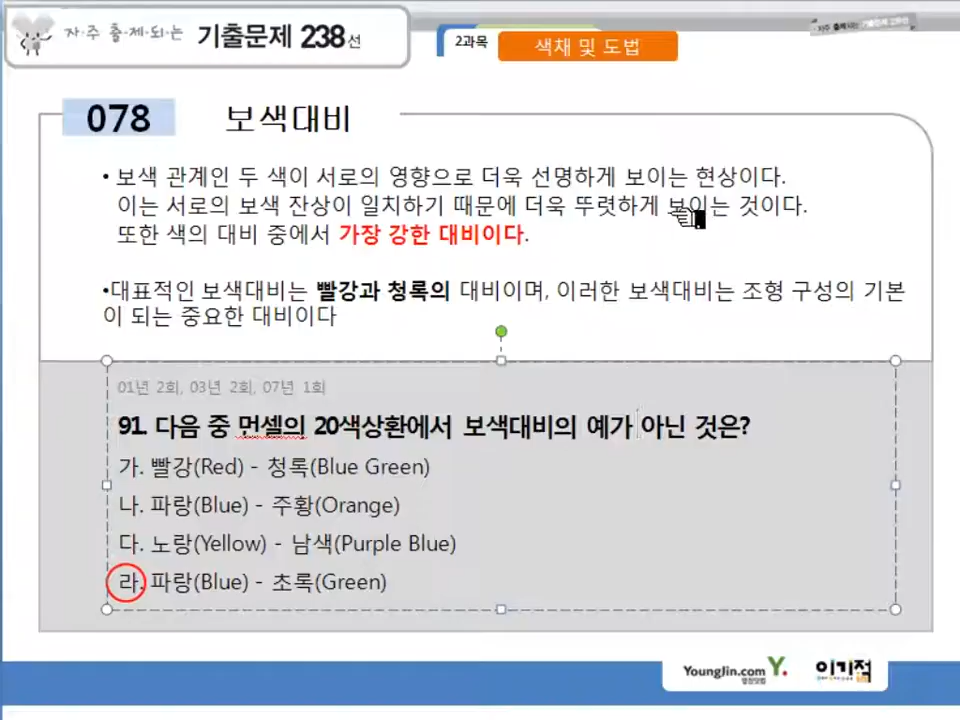 자·주 출·제·되·는 기출문제 238선
2과목 색채 및 도법
078 보색대비
• 보색 관계인 두 색이 서로의 영향으로 더욱 선명하게 보이는 현상이다.
이는 서로의 보색 잔상이 일치하기 때문에 더욱 뚜렷하게 보이는 것이다.
또한 색의 대비 중에서 가장 강한 대비이다.
•대표적인 보색대비는 빨강과 청록의 대비이며, 이러한 보색대비는 조형 구성의 기본
이 되는 중요한 대비이다
01년 2회, 03년 2회, 07년 1회
91. 다음 중 먼셀의 20색상환에서 보색대비의 예가 아닌 것은?
가. 빨강(Red) - 청록(Blue Green)
나. 파랑(Blue) - 주황(Orange)
다. 노랑(Yellow) - 남색(Purple Blue)
라. 파랑(Blue) - 초록(Green)
YoungJin.com Y.
이기적